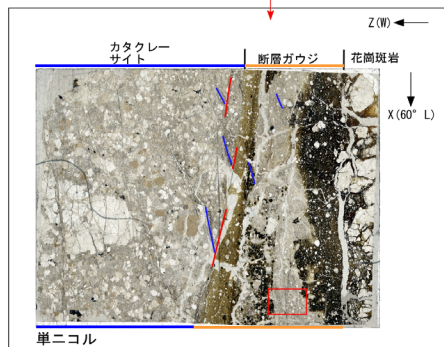 Z(W)
カタクレー
サイト
断層ガウジ
花崗斑岩
X(60°L)
単ニコル